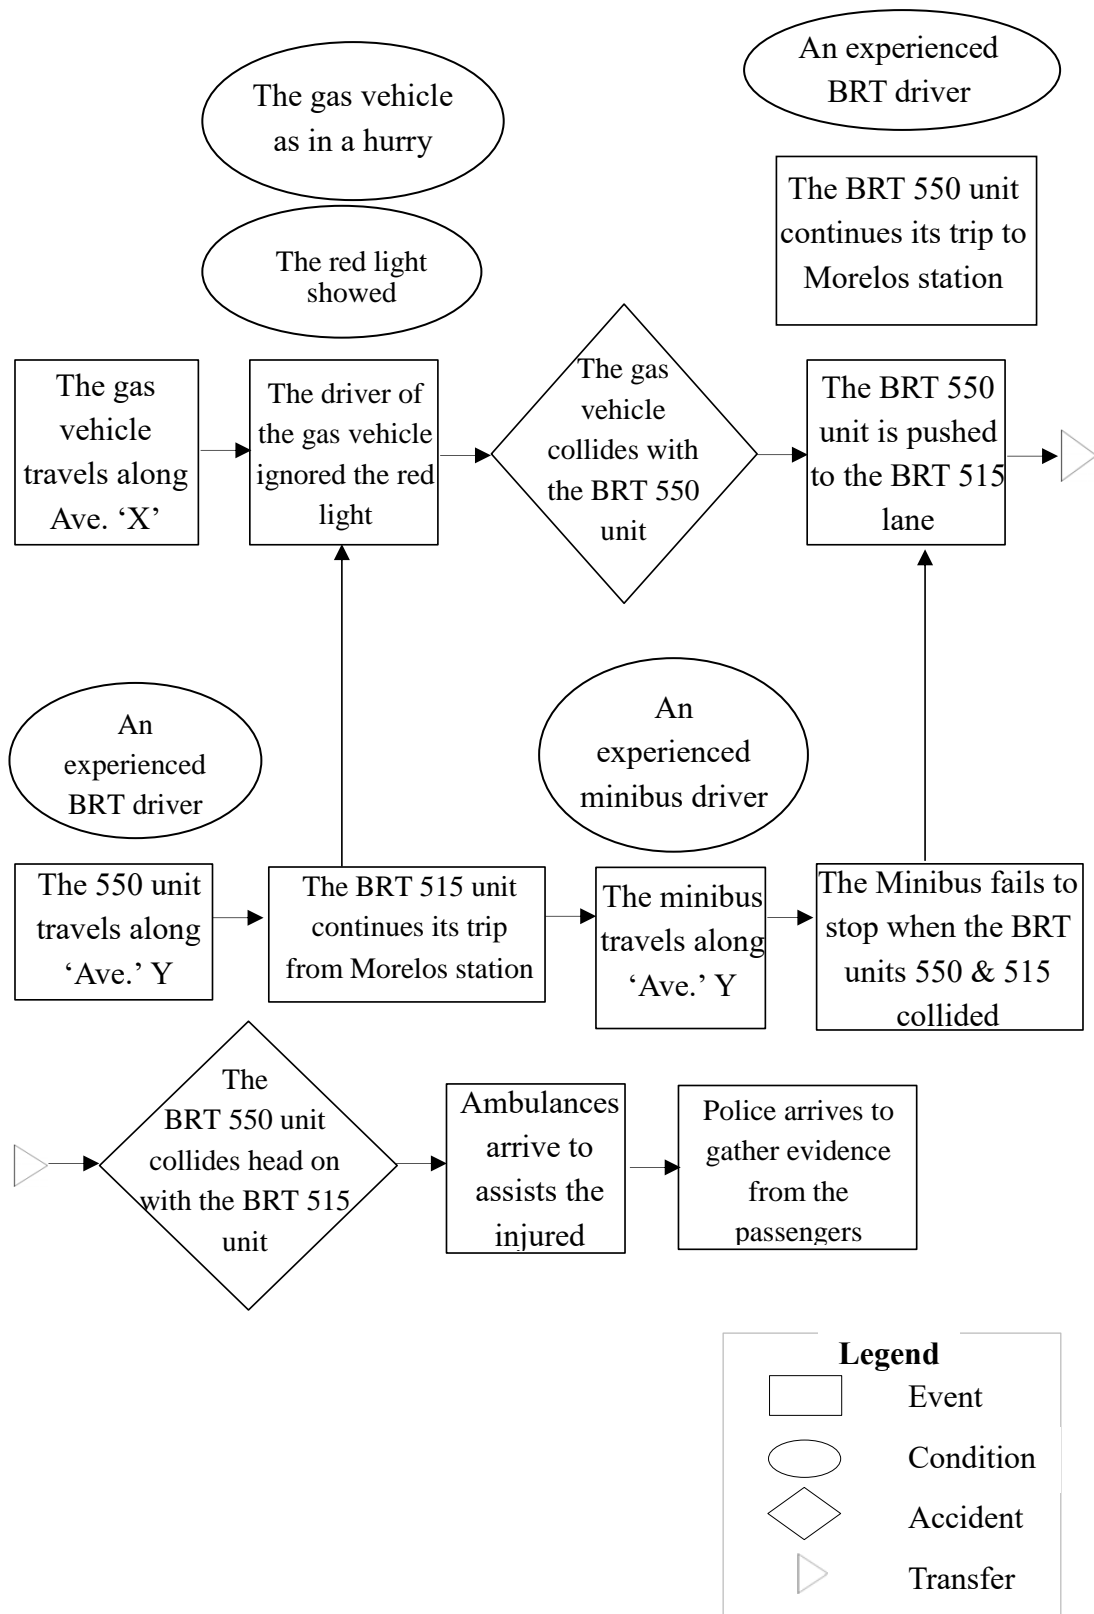 The gas vehicle
as in a hurry
An experienced
BRT driver
The red light
showed
The BRT 550 unit
continues its trip to
Morelos station
The gas
vehicle
travels along
Ave. ‘X’
The driver of
the gas vehicle
ignored the red
light
The gas
vehicle
collides with
the BRT 550
unit
The BRT 550
unit is pushed
to the BRT 515
lane
An
experienced
BRT driver
An
experienced
minibus driver
The 550 unit
travels along
‘Ave.’ Y
The BRT 515 unit
continues its trip
from Morelos station
The minibus
travels along
‘Ave.’ Y
The Minibus fails to
stop when the BRT
units 550 & 515
collided
The
BRT 550 unit
collides head on
with the BRT 515
unit
Ambulances
arrive to
assists the
injured
Police arrives to
gather evidence
from the
passengers
Legend
Event
Condition
Accident
Transfer